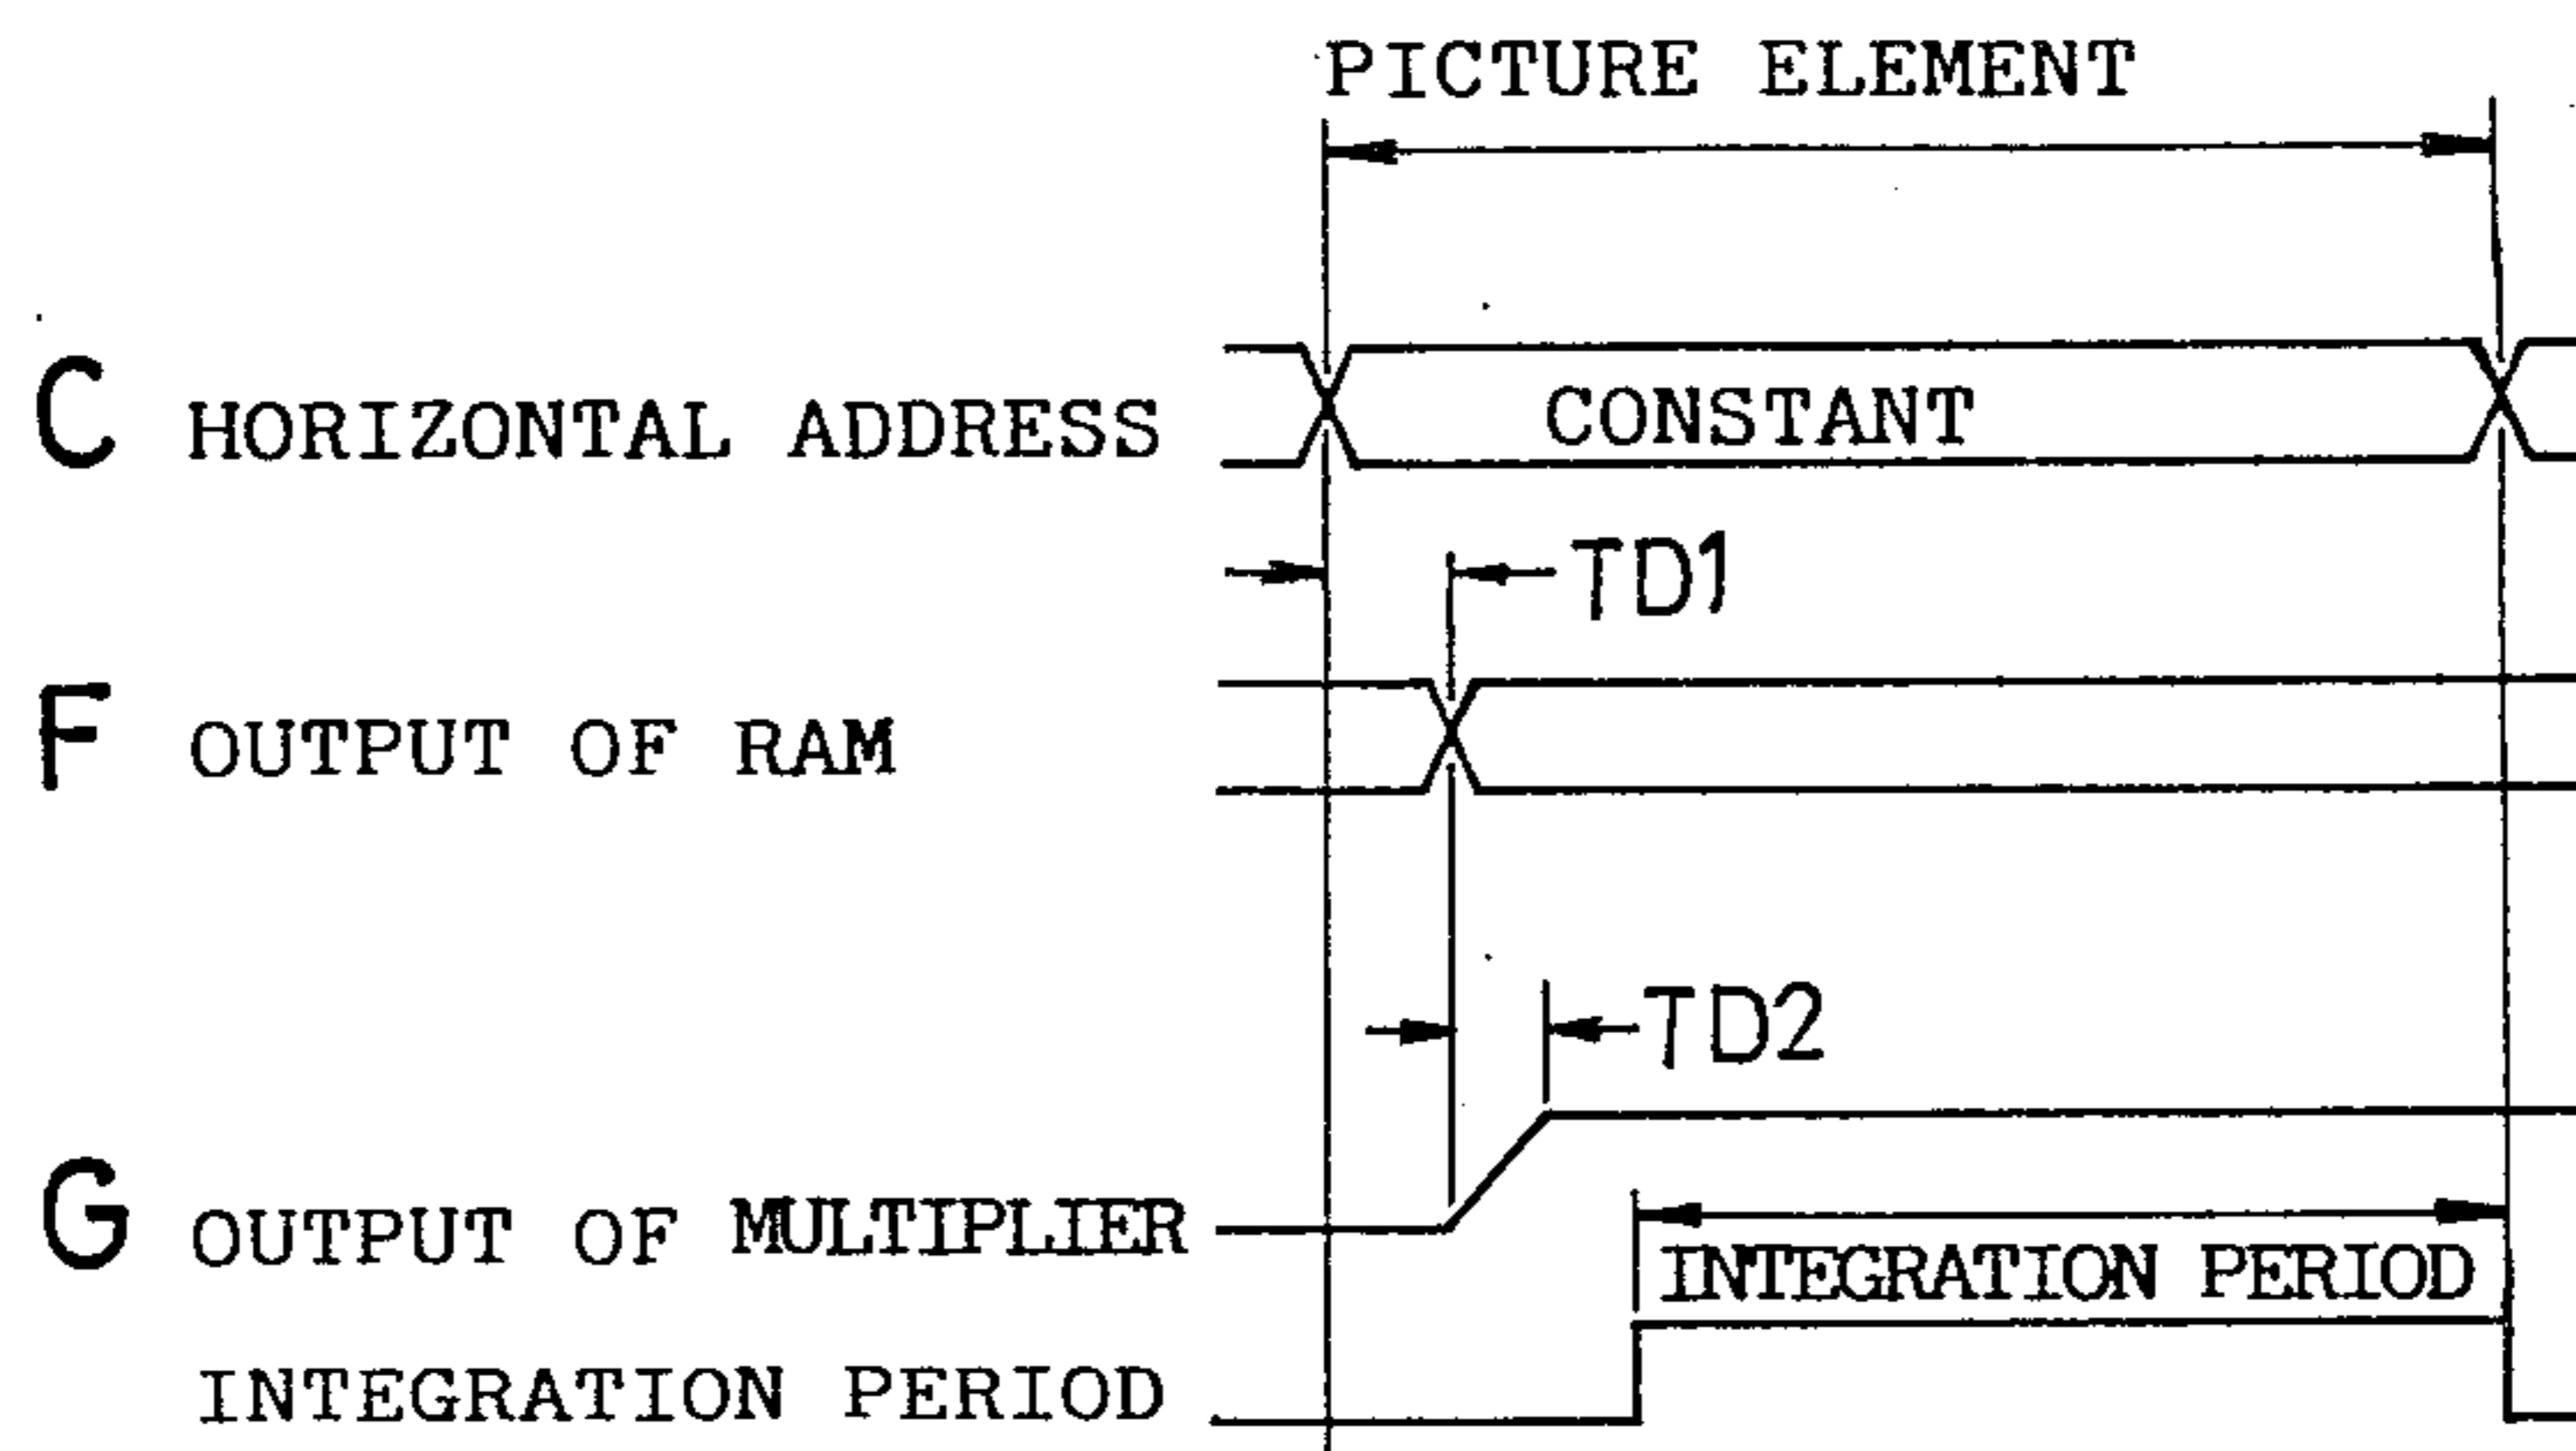 PICTURE ELEMENT
C HORIZONTAL ADDRESS
CONSTANT
TD1
F OUTPUT OF RAM
TD2
G OUTPUT OF MULTIPLIER
INTEGRATION PERIOD
INTEGRATION PERIOD